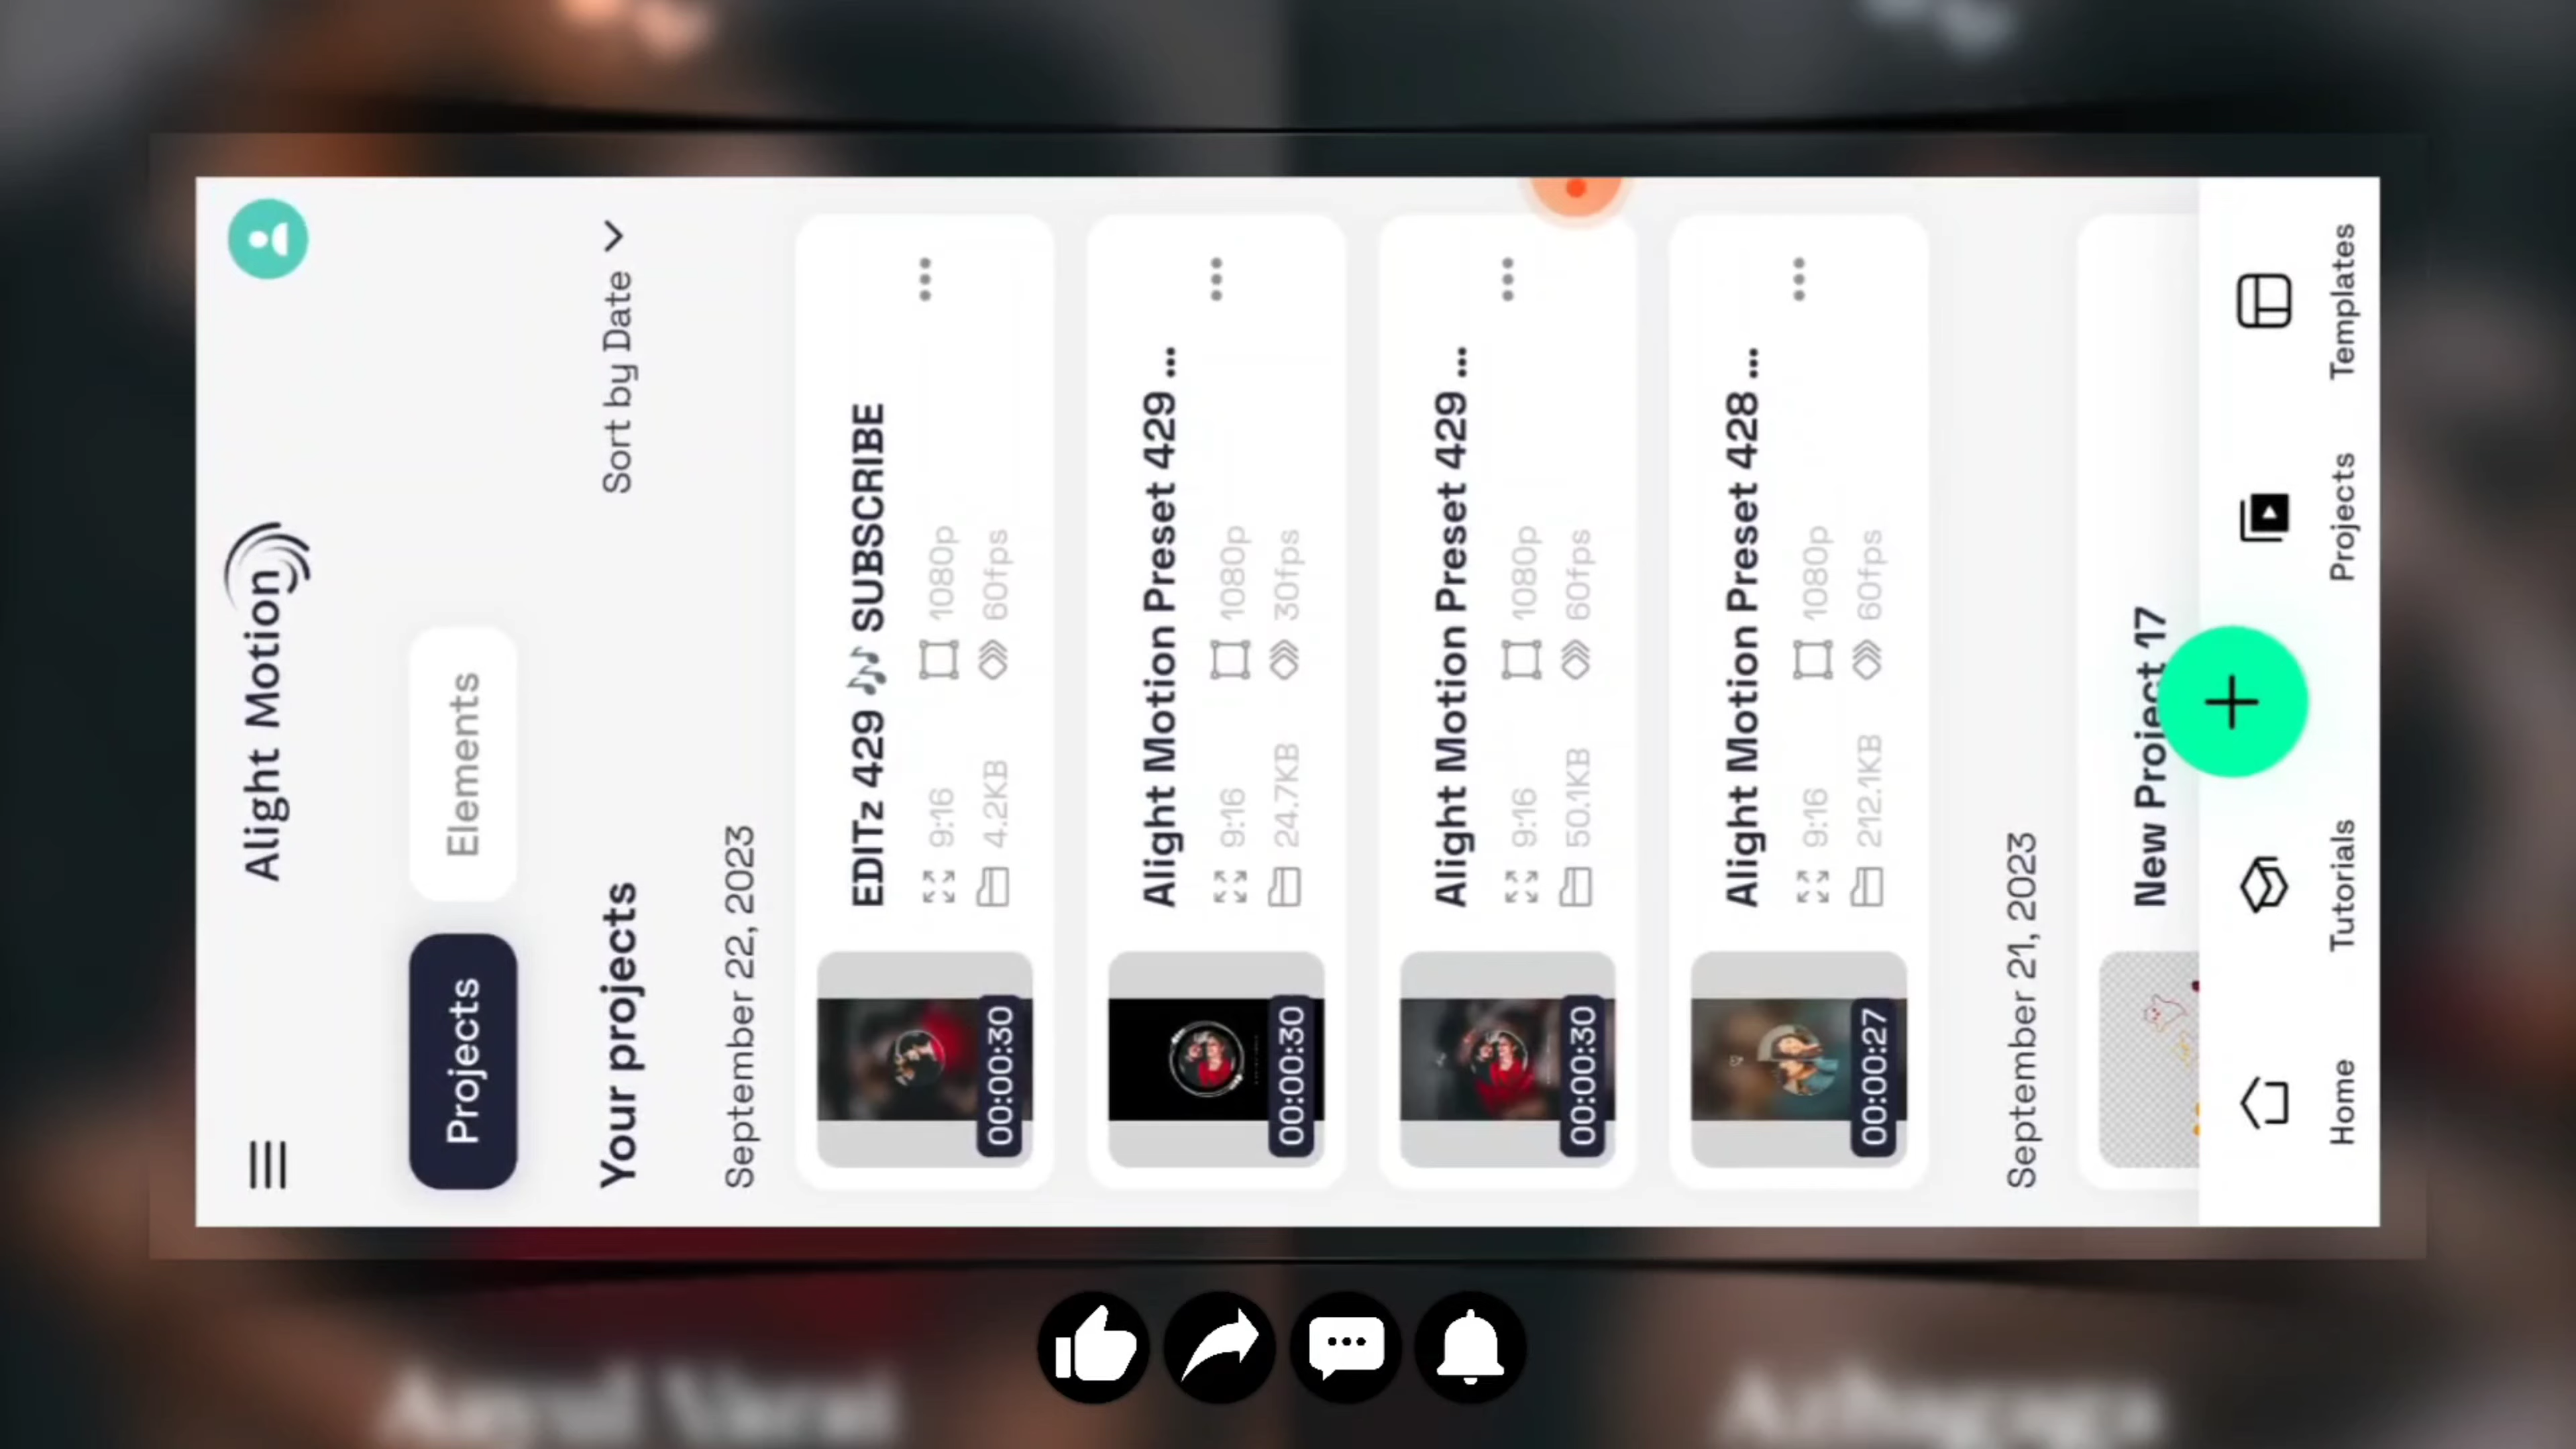 Alight Motion
Projects
Elements
Your projects
Sort by Date
September 22, 2023
EDITz 429 🎶 SUBSCRIBE
9:16
1080p
4.2KB
60fps
00:00:30
Alight Motion Preset 429 ...
9:16
1080p
24.7KB
30fps
00:00:30
Alight Motion Preset 429 ...
9:16
1080p
50.1KB
60fps
00:00:30
Alight Motion Preset 428 ...
9:16
1080p
212.1KB
60fps
00:00:27
September 21, 2023
New Project 17
Home
Tutorials
Projects
Templates